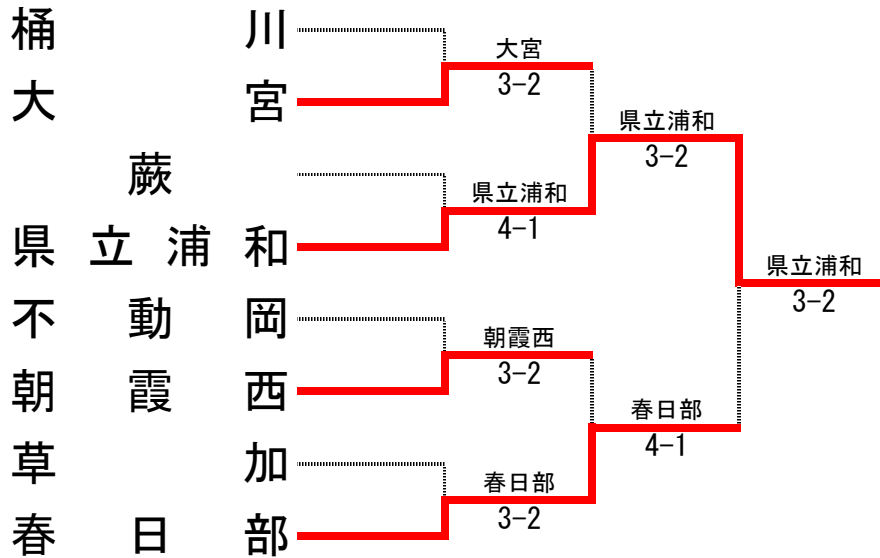 桶川
大宮
蕨
県立浦和
不動岡
朝霞西
草加
春日部
大宮
3-2
県立浦和
4-1
朝霞西
3-2
春日部
3-2
県立浦和
3-2
春日部
4-1
県立浦和
3-2